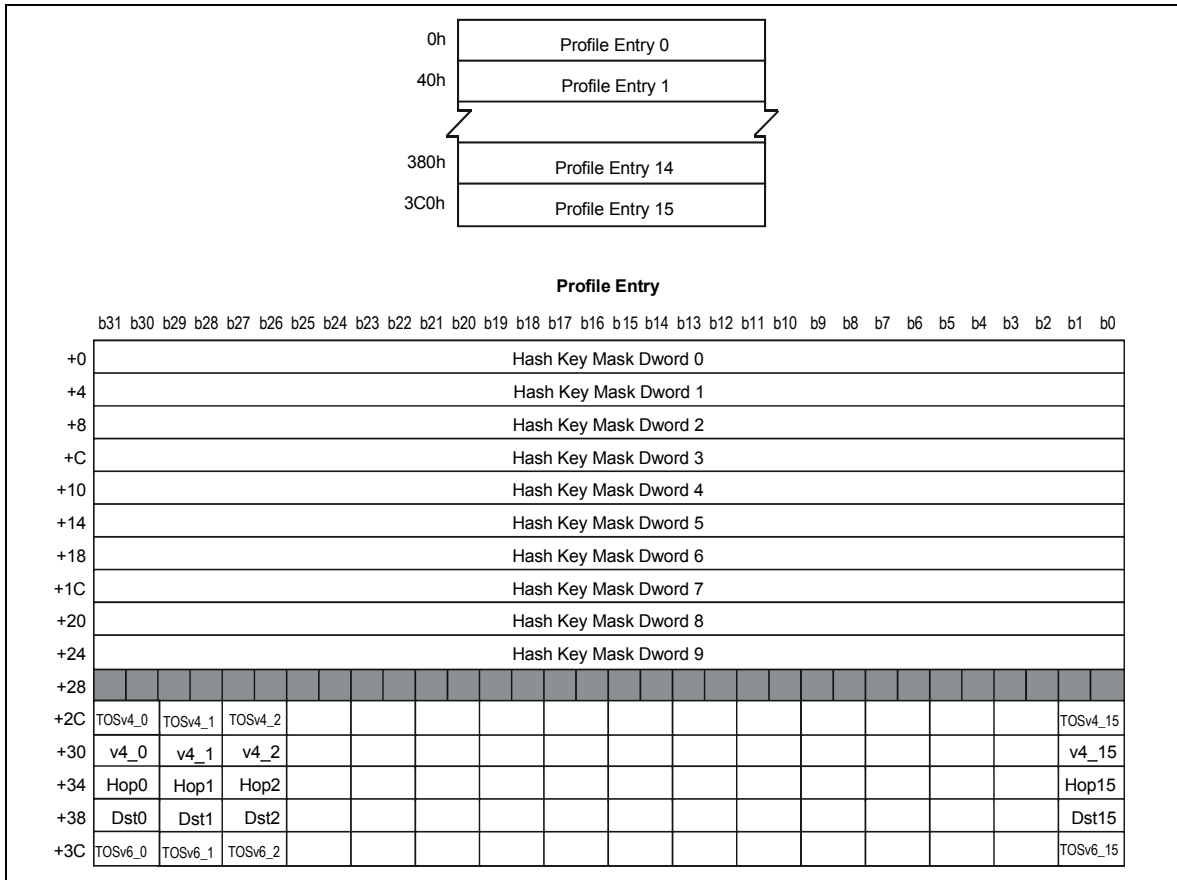 0h Profile Entry 0
40h Profile Entry 1
380h Profile Entry 14
3C0h Profile Entry 15
Profile Entry
b31 b30 b29 b28 b27 b26 b25 b24 b23 b22 b21 b20 b19 b18 b17 b16 b15 b14 b13 b12 b11 b10 b9 b8 b7 b6 b5 b4 b3 b2 b1 b0
+0 Hash Key Mask Dword 0
+4 Hash Key Mask Dword 1
+8 Hash Key Mask Dword 2
+C Hash Key Mask Dword 3
+10 Hash Key Mask Dword 4
+14 Hash Key Mask Dword 5
+18 Hash Key Mask Dword 6
+1C Hash Key Mask Dword 7
+20 Hash Key Mask Dword 8
+24 Hash Key Mask Dword 9
+28
+2C TOSv4_0 TOSv4_1 TOSv4_2 TOSv4_15
+30 v4_0 v4_1 v4_2 v4_15
+34 Hop0 Hop1 Hop2 Hop15
+38 Dst0 Dst1 Dst2 Dst15
+3C TOSv6_0 TOSv6_1 TOSv6_2 TOSv6_15